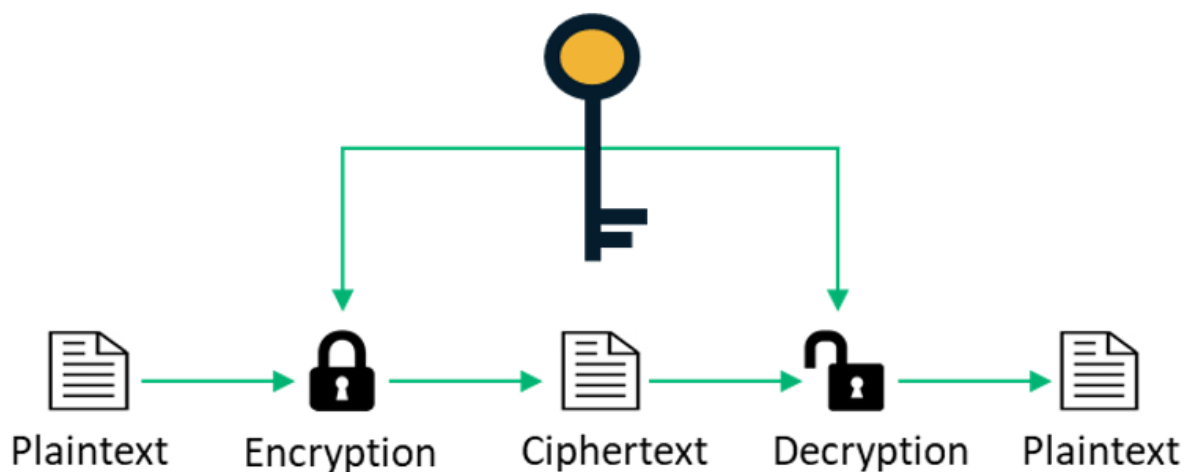 Plaintext
Encryption
Ciphertext
Decryption
Plaintext